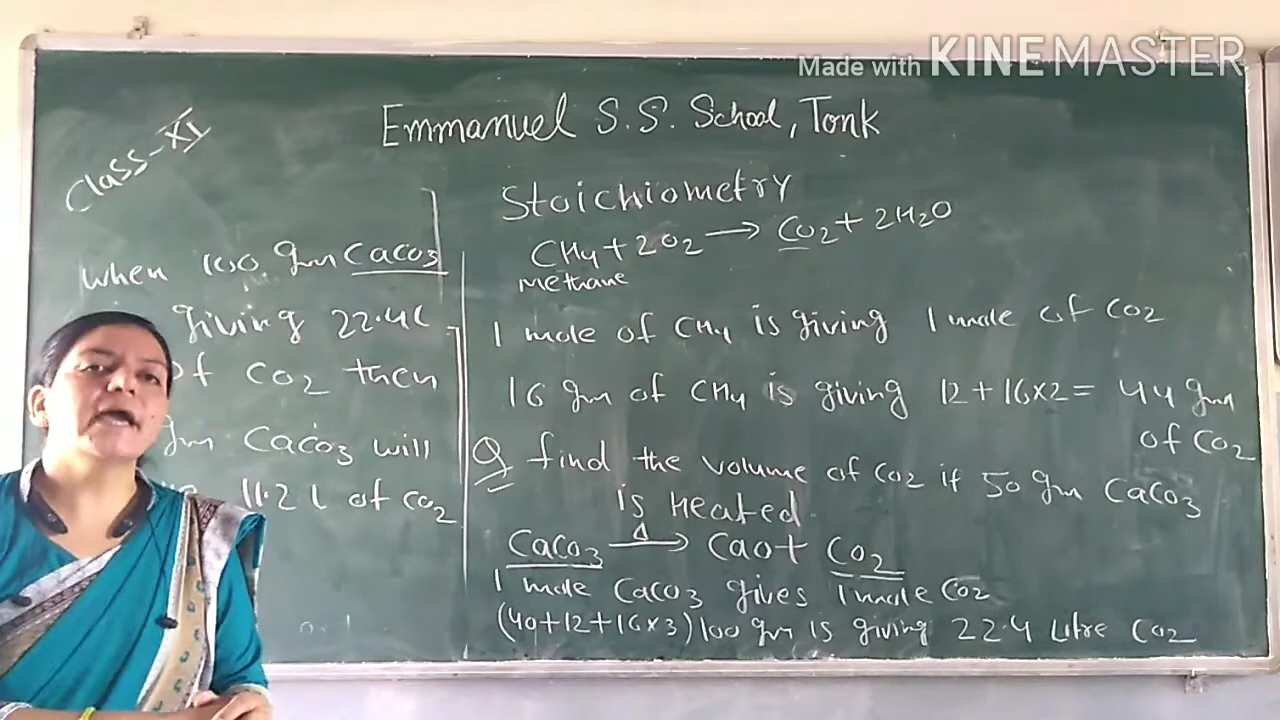 Made with KINEMASTER
Emmanuel S.S. School, Tonk
Class-XI
Stoichiometry
CH4 + 2O2 → CO2 + 2H2O
Methane
1 mole of CH4 is giving 1 mole of CO2
16 gm of CH4 is giving 12+16×2= 44 gm
of CO2
Q find the volume of CO2 if 50 gm CaCO3
is Heated.
CaCO3 Δ→ CaO+ CO2
1 mole CaCO3 gives 1 mole CO2
(40+12+16×3) 100 gm is giving 22.4 Litre CO2
When 100 gm CaCO3
giving 22.4L
of CO2 then
gm CaCO3 will
11.2 L of CO2